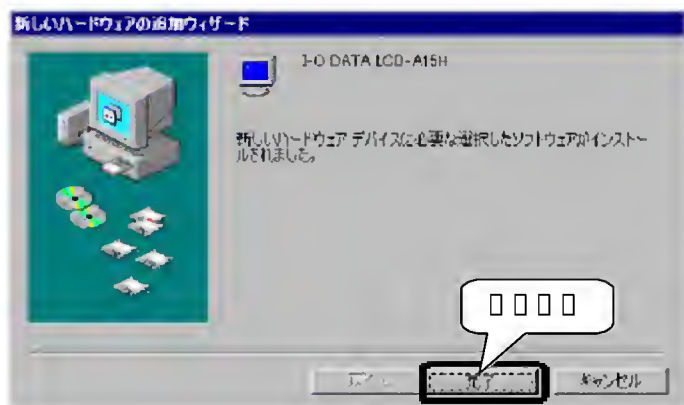 新しいハードウェアの追加ウィザード
I-O DATA LCD-A15H
新しいハードウェア デバイスに必要な選択したソフトウェアがインストー
ルされました。
□□□□
完了
キャンセル